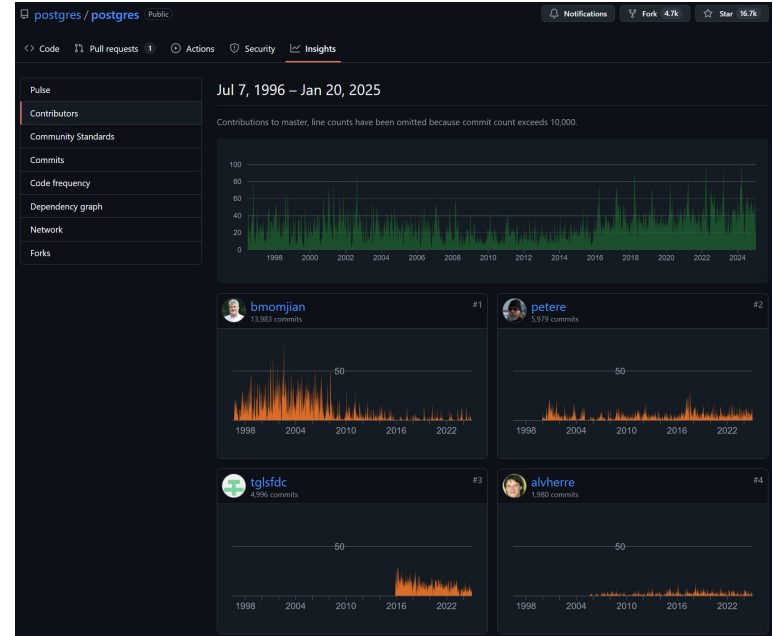 postgres / postgres Public
Notifications Fork 4.7k Star 16.7k
Code Pull requests 1 Actions Security Insights
Pulse
Contributors
Community Standards
Commits
Code frequency
Dependency graph
Network
Forks
Jul 7, 1996 – Jan 20, 2025
Contributions to master, line counts have been omitted because commit count exceeds 10,000.
100
80
60
40
20
0
1998 2000 2002 2004 2006 2008 2010 2012 2014 2016 2018 2020 2022 2024
bmomjian #1
13,983 commits
50
1998 2004 2010 2016 2022
petere #2
5,979 commits
50
1998 2004 2010 2016 2022
tglsfdc #3
4,996 commits
50
1998 2004 2010 2016 2022
alvherre #4
1,980 commits
50
1998 2004 2010 2016 2022